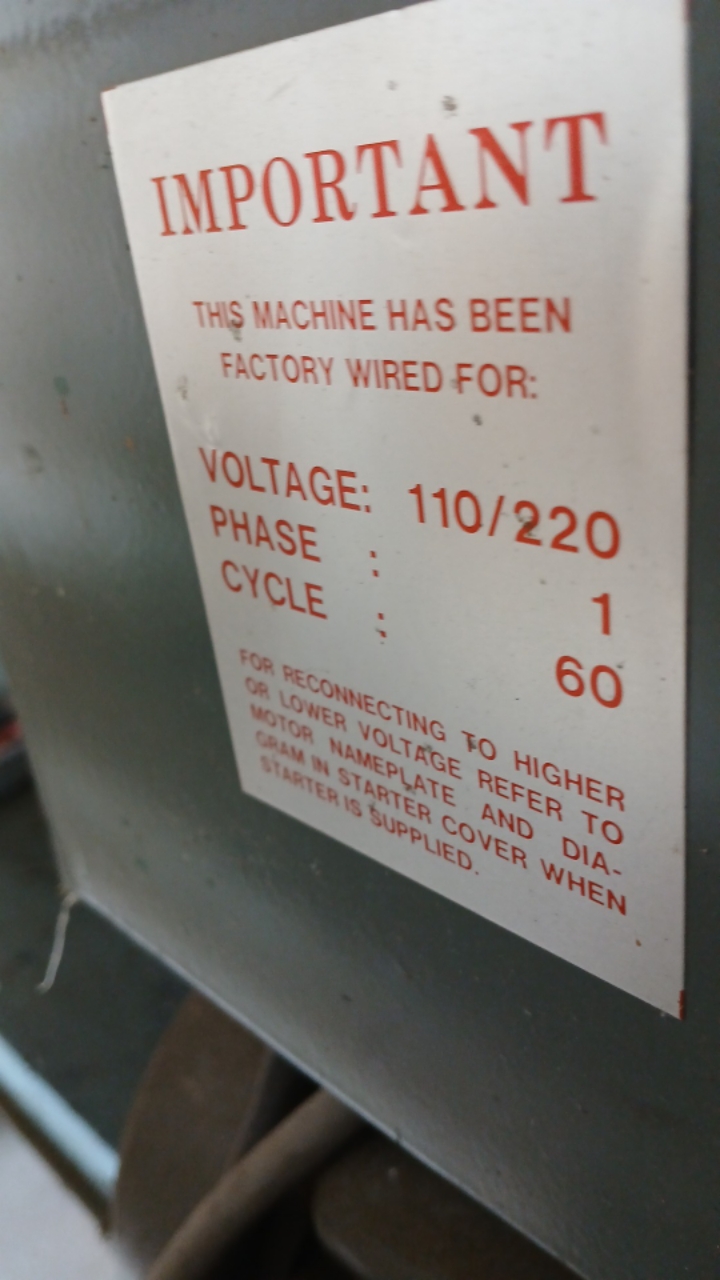 IMPORTANT
THIS MACHINE HAS BEEN
FACTORY WIRED FOR:
VOLTAGE: 110/220
PHASE : 1
CYCLE : 60
FOR RECONNECTING TO HIGHER
OR LOWER VOLTAGE REFER TO
MOTOR NAMEPLATE AND DIA-
GRAM IN STARTER COVER WHEN
STARTER IS SUPPLIED.